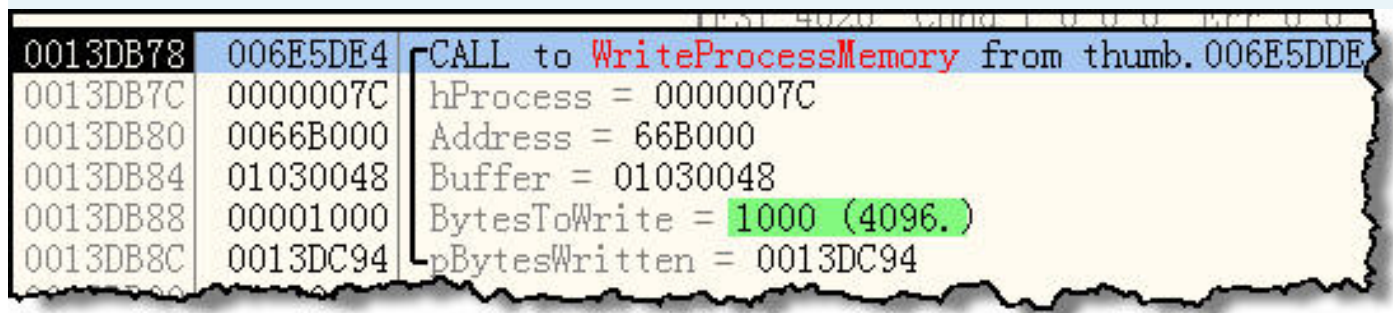 0013DB78 006E5DE4 CALL to WriteProcessMemory from thumb.006E5DDE
0013DB7C 0000007C hProcess = 0000007C
0013DB80 0066B000 Address = 66B000
0013DB84 01030048 Buffer = 01030048
0013DB88 00001000 BytesToWrite = 1000 (4096.)
0013DB8C 0013DC94 pBytesWritten = 0013DC94